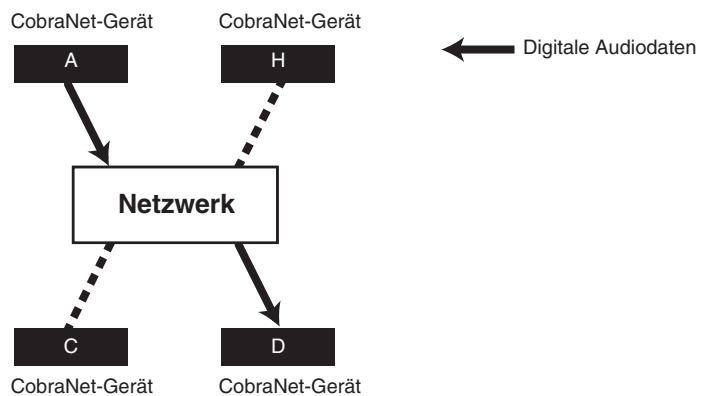 CobraNet-Gerät
CobraNet-Gerät
A
H
Digitale Audiodaten
Netzwerk
C
D
CobraNet-Gerät
CobraNet-Gerät